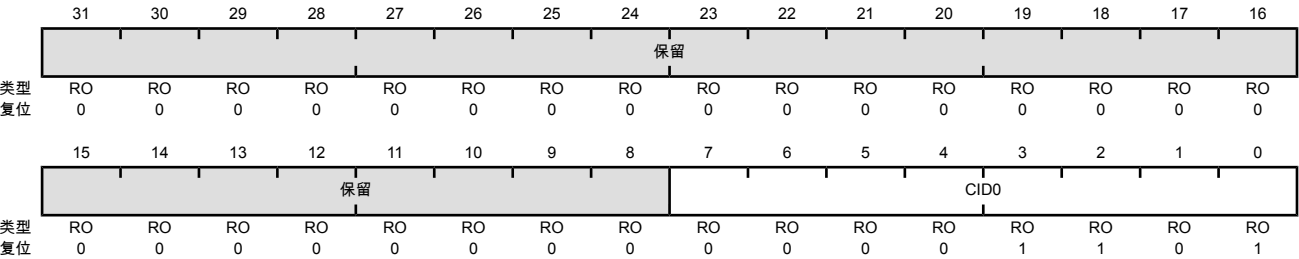 31 30 29 28 27 26 25 24 23 22 21 20 19 18 17 16
保留
类型 RO RO RO RO RO RO RO RO RO RO RO RO RO RO RO RO
复位 0 0 0 0 0 0 0 0 0 0 0 0 0 0 0 0
15 14 13 12 11 10 9 8 7 6 5 4 3 2 1 0
保留 CID0
类型 RO RO RO RO RO RO RO RO RO RO RO RO RO RO RO RO
复位 0 0 0 0 0 0 0 0 0 0 0 0 1 1 0 1